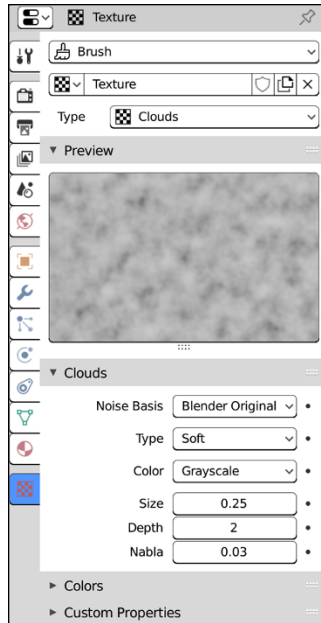 Texture
Brush
Texture
Type Clouds
Preview
Clouds
Noise Basis Blender Original
Type Soft
Color Grayscale
Size 0.25
Depth 2
Nabla 0.03
Colors
Custom Properties